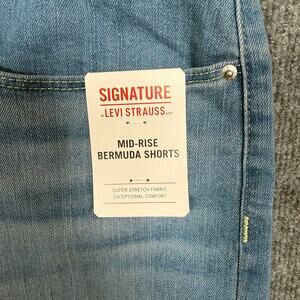 SIGNATURE
BY LEVI STRAUSS & CO.
MID-RISE
BERMUDA SHORTS
SUPER STRETCH FABRIC
EXCEPTIONAL COMFORT